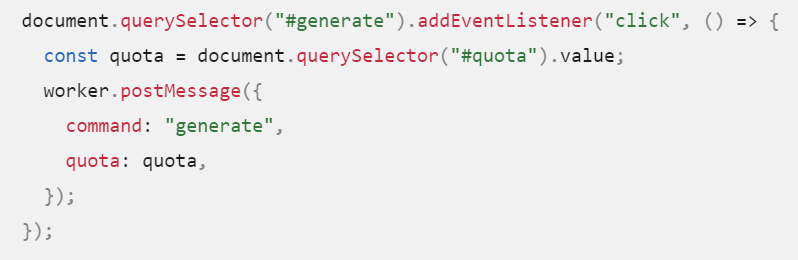 document.querySelector("#generate").addEventListener("click", () => {
  const quota = document.querySelector("#quota").value;
  worker.postMessage({
    command: "generate",
    quota: quota,
  });
});